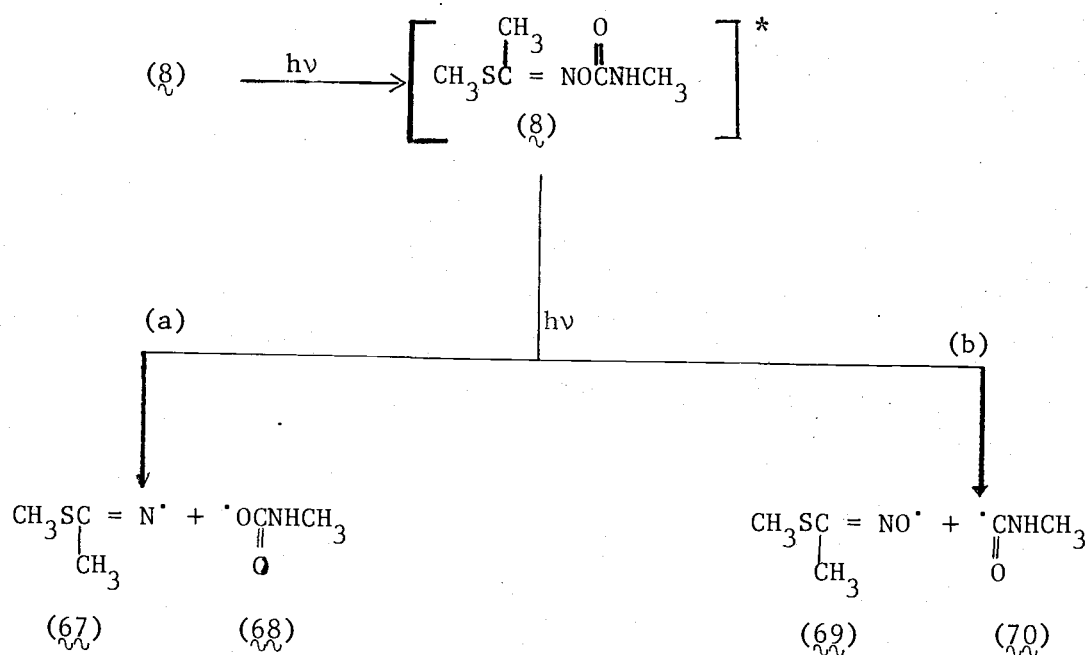 CH3 O *
(8) hν CH3SC = NOCNHCH3
(8)
(a) hν (b)
CH3SC = N· + ·OCNHCH3 CH3SC = NO· + ·CNHCH3
CH3 O CH3 O
(67) (68) (69) (70)